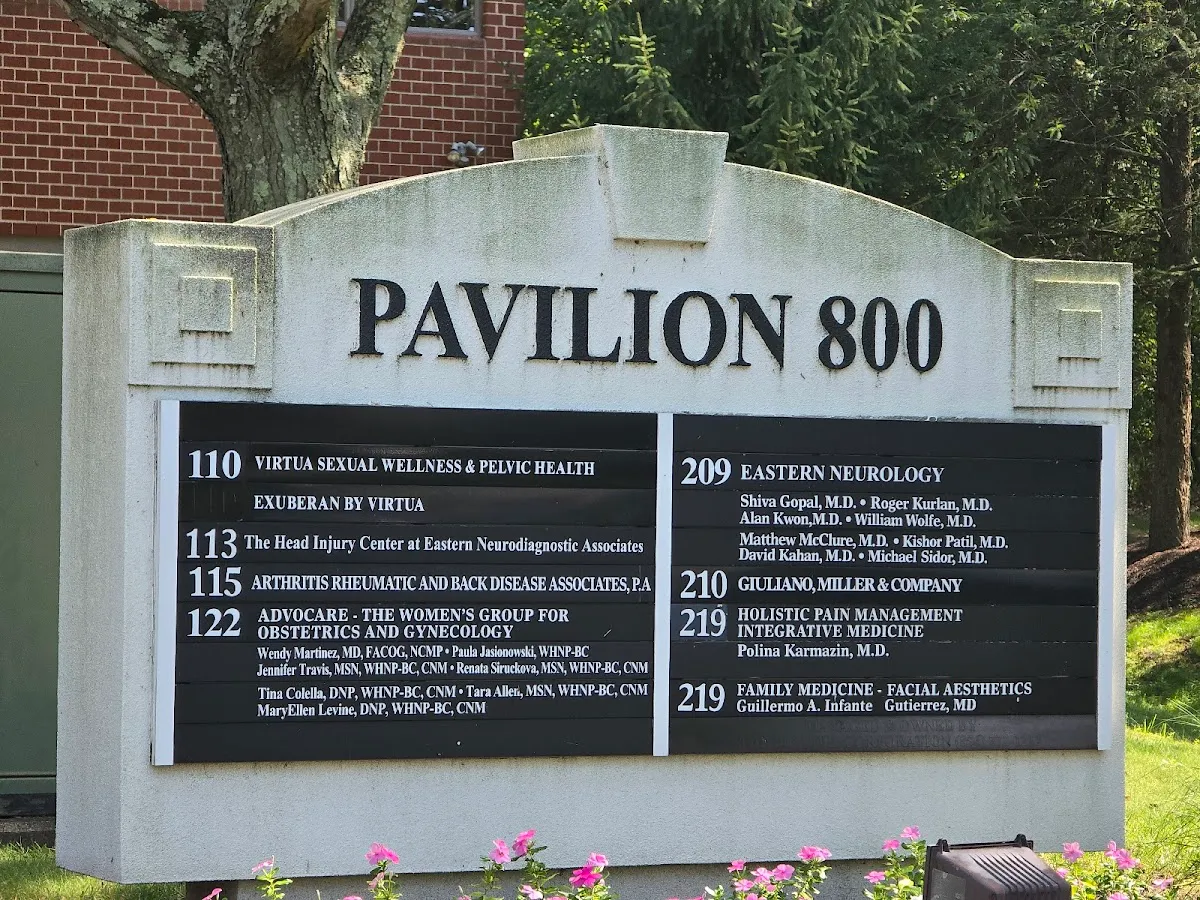 PAVILION 800
110 VIRTUA SEXUAL WELLNESS & PELVIC HEALTH
EXUBERAN BY VIRTUA
113 The Head Injury Center at Eastern Neurodiagnostic Associates
115 ARTHRITIS RHEUMATIC AND BACK DISEASE ASSOCIATES, P.A
122 ADVOCARE - THE WOMEN'S GROUP FOR
OBSTETRICS AND GYNECOLOGY
Wendy Martinez, MD, FACOG, NCMP • Paula Jasionowski, WHNP-BC
Jennifer Travis, MSN, WHNP-BC, CNM • Renata Siruckova, MSN, WHNP-BC, CNM
Tina Colella, DNP, WHNP-BC, CNM • Tara Allen, MSN, WHNP-BC, CNM
MaryEllen Levine, DNP, WHNP-BC, CNM
209 EASTERN NEUROLOGY
Shiva Gopal, M.D. • Roger Kurlan, M.D.
Alan Kwon, M.D. • William Wolfe, M.D.
Matthew McClure, M.D. • Kishor Patil, M.D.
David Kahan, M.D. • Michael Sidor, M.D.
210 GIULIANO, MILLER & COMPANY
219 HOLISTIC PAIN MANAGEMENT
INTEGRATIVE MEDICINE
Polina Karmazin, M.D.
219 FAMILY MEDICINE - FACIAL AESTHETICS
Guillermo A. Infante Gutierrez, MD